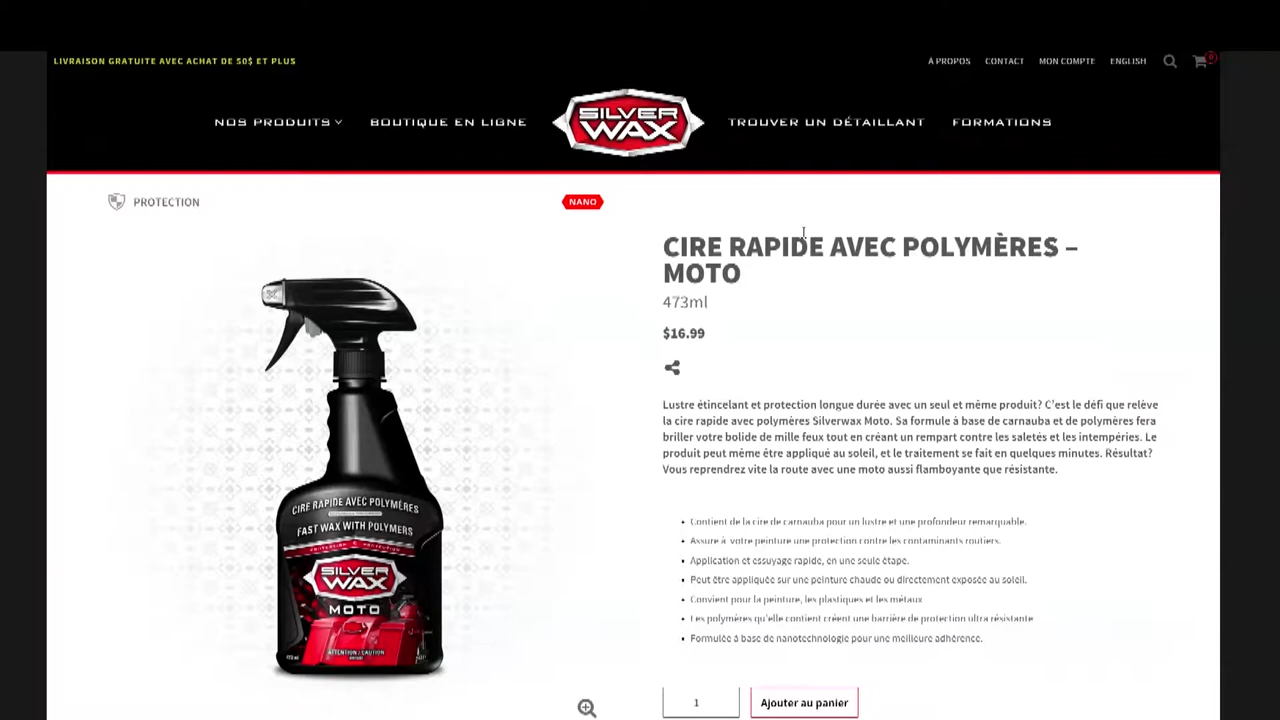 LIVRAISON GRATUITE AVEC ACHAT DE 50$ ET PLUS
À PROPOS CONTACT MON COMPTE ENGLISH
0
NOS PRODUITS BOUTIQUE EN LIGNE SILVER WAX TROUVER UN DÉTAILLANT FORMATIONS
PROTECTION
NANO
CIRE RAPIDE AVEC POLYMÈRES –
MOTO
473ml
$16.99
Lustre étincelant et protection longue durée avec un seul et même produit? C'est le défi que relève
la cire rapide avec polymères Silverwax Moto. Sa formule à base de carnauba et de polymères fera
briller votre bolide de mille feux tout en créant un rempart contre les saletés et les intempéries. Le
produit peut même être appliqué au soleil, et le traitement se fait en quelques minutes. Résultat?
Vous reprendrez vite la route avec une moto aussi flamboyante que résistante.
• Contient de la cire de carnauba pour un lustre et une profondeur remarquable.
• Assure à votre peinture une protection contre les contaminants routiers.
• Application et essuyage rapide, en une seule étape.
• Peut être appliquée sur une peinture chaude ou directement exposée au soleil.
• Convient pour la peinture, les plastiques et les métaux
• Les polymères qu'elle contient créent une barrière de protection ultra résistante
• Formulée à base de nanotechnologie pour une meilleure adhérence.
1 Ajouter au panier
CIRE RAPIDE AVEC POLYMÈRES
FAST WAX WITH POLYMERS
PROTECTION PROTECTION
SILVER
WAX
MOTO
ATTENTION / CAUTION
473 ml